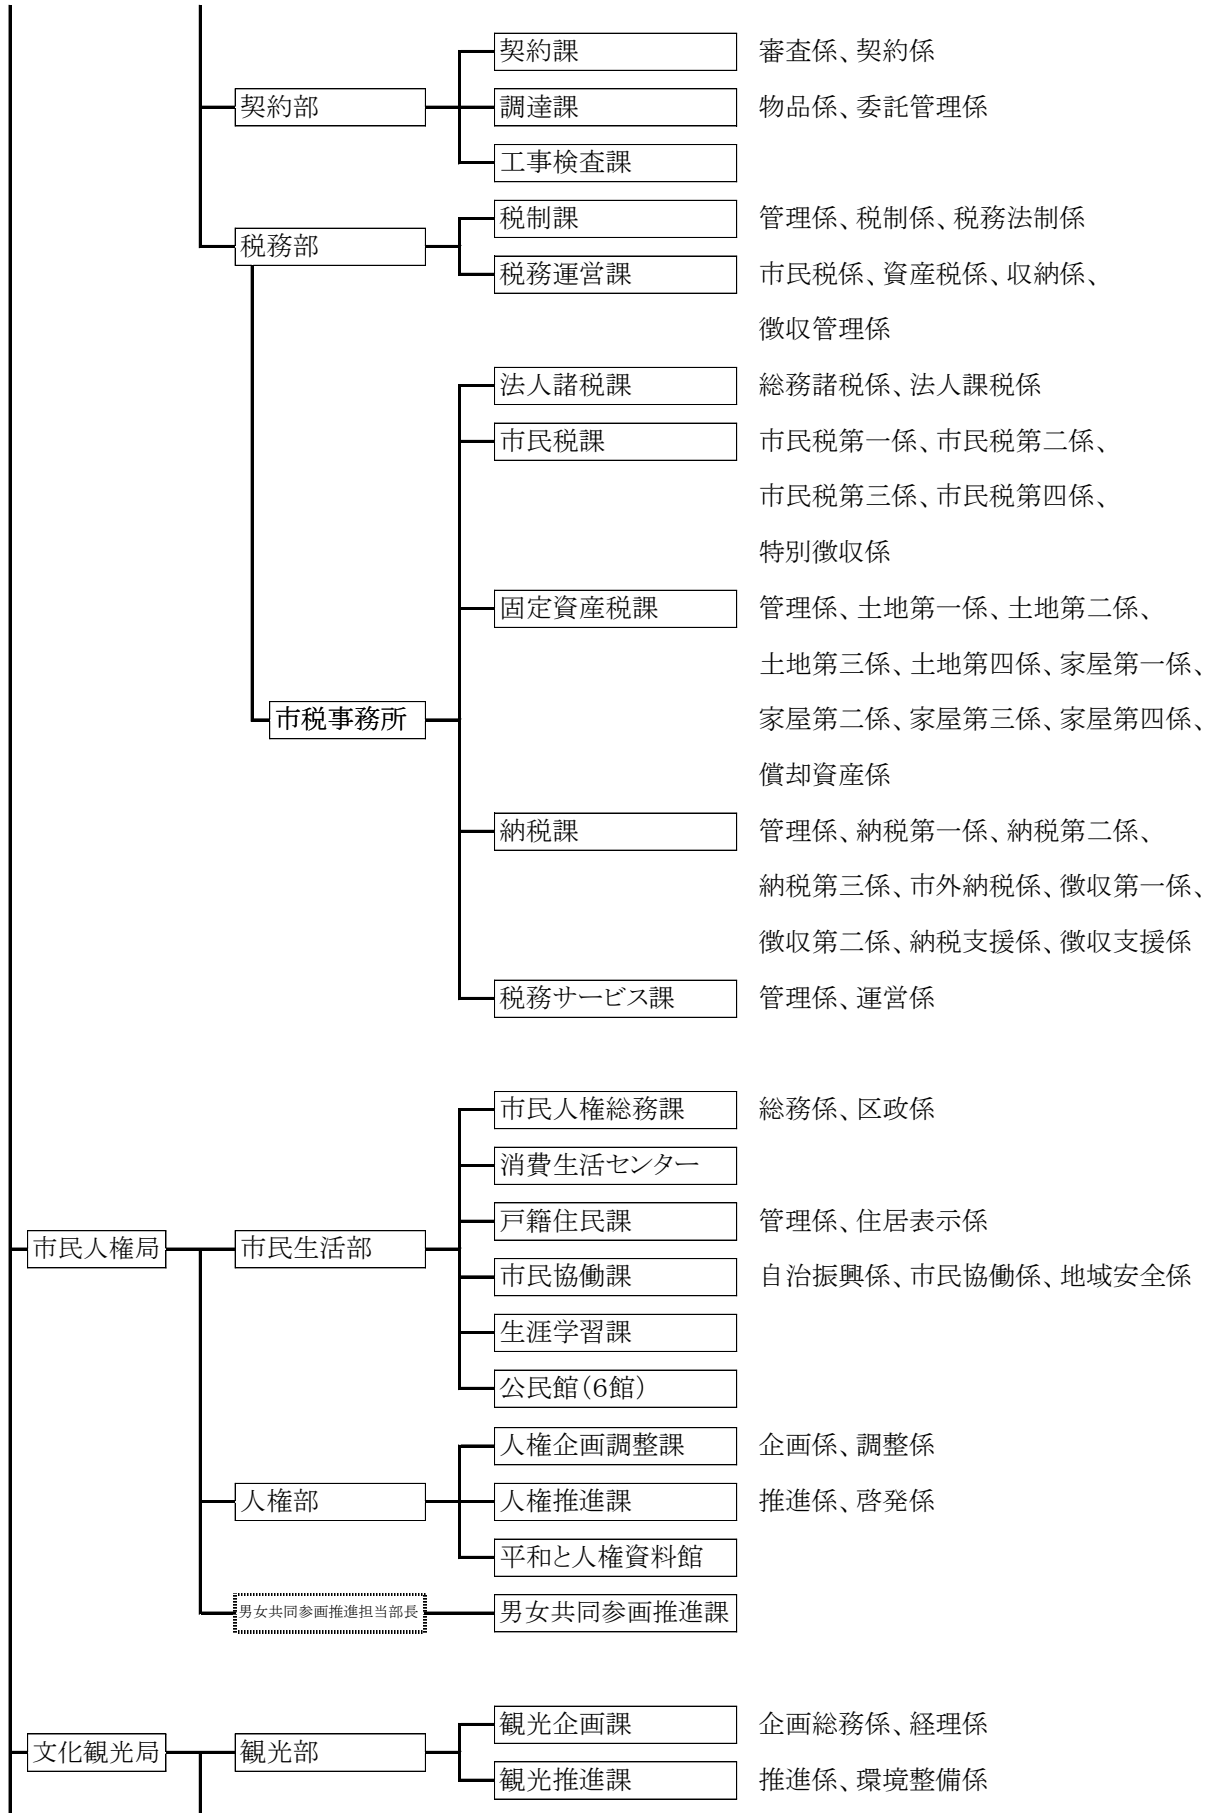 契約課 審査係、契約係
契約部 調達課 物品係、委託管理係
工事検査課
税制課 管理係、税制係、税務法制係
税務部
税務運営課 市民税係、資産税係、収納係、
徴収管理係
法人諸税課 総務諸税係、法人課税係
市民税課 市民税第一係、市民税第二係、
市民税第三係、市民税第四係、
特別徴収係
固定資産税課 管理係、土地第一係、土地第二係、
土地第三係、土地第四係、家屋第一係、
市税事務所 家屋第二係、家屋第三係、家屋第四係、
償却資産係
納税課 管理係、納税第一係、納税第二係、
納税第三係、市外納税係、徴収第一係、
徴収第二係、納税支援係、徴収支援係
税務サービス課 管理係、運営係
市民人権総務課 総務係、区政係
消費生活センター
戸籍住民課 管理係、住居表示係
市民人権局 市民生活部
市民協働課 自治振興係、市民協働係、地域安全係
生涯学習課
公民館(6館)
人権企画調整課 企画係、調整係
人権部 人権推進課 推進係、啓発係
平和と人権資料館
男女共同参画推進担当部長 男女共同参画推進課
観光企画課 企画総務係、経理係
文化観光局 観光部
観光推進課 推進係、環境整備係